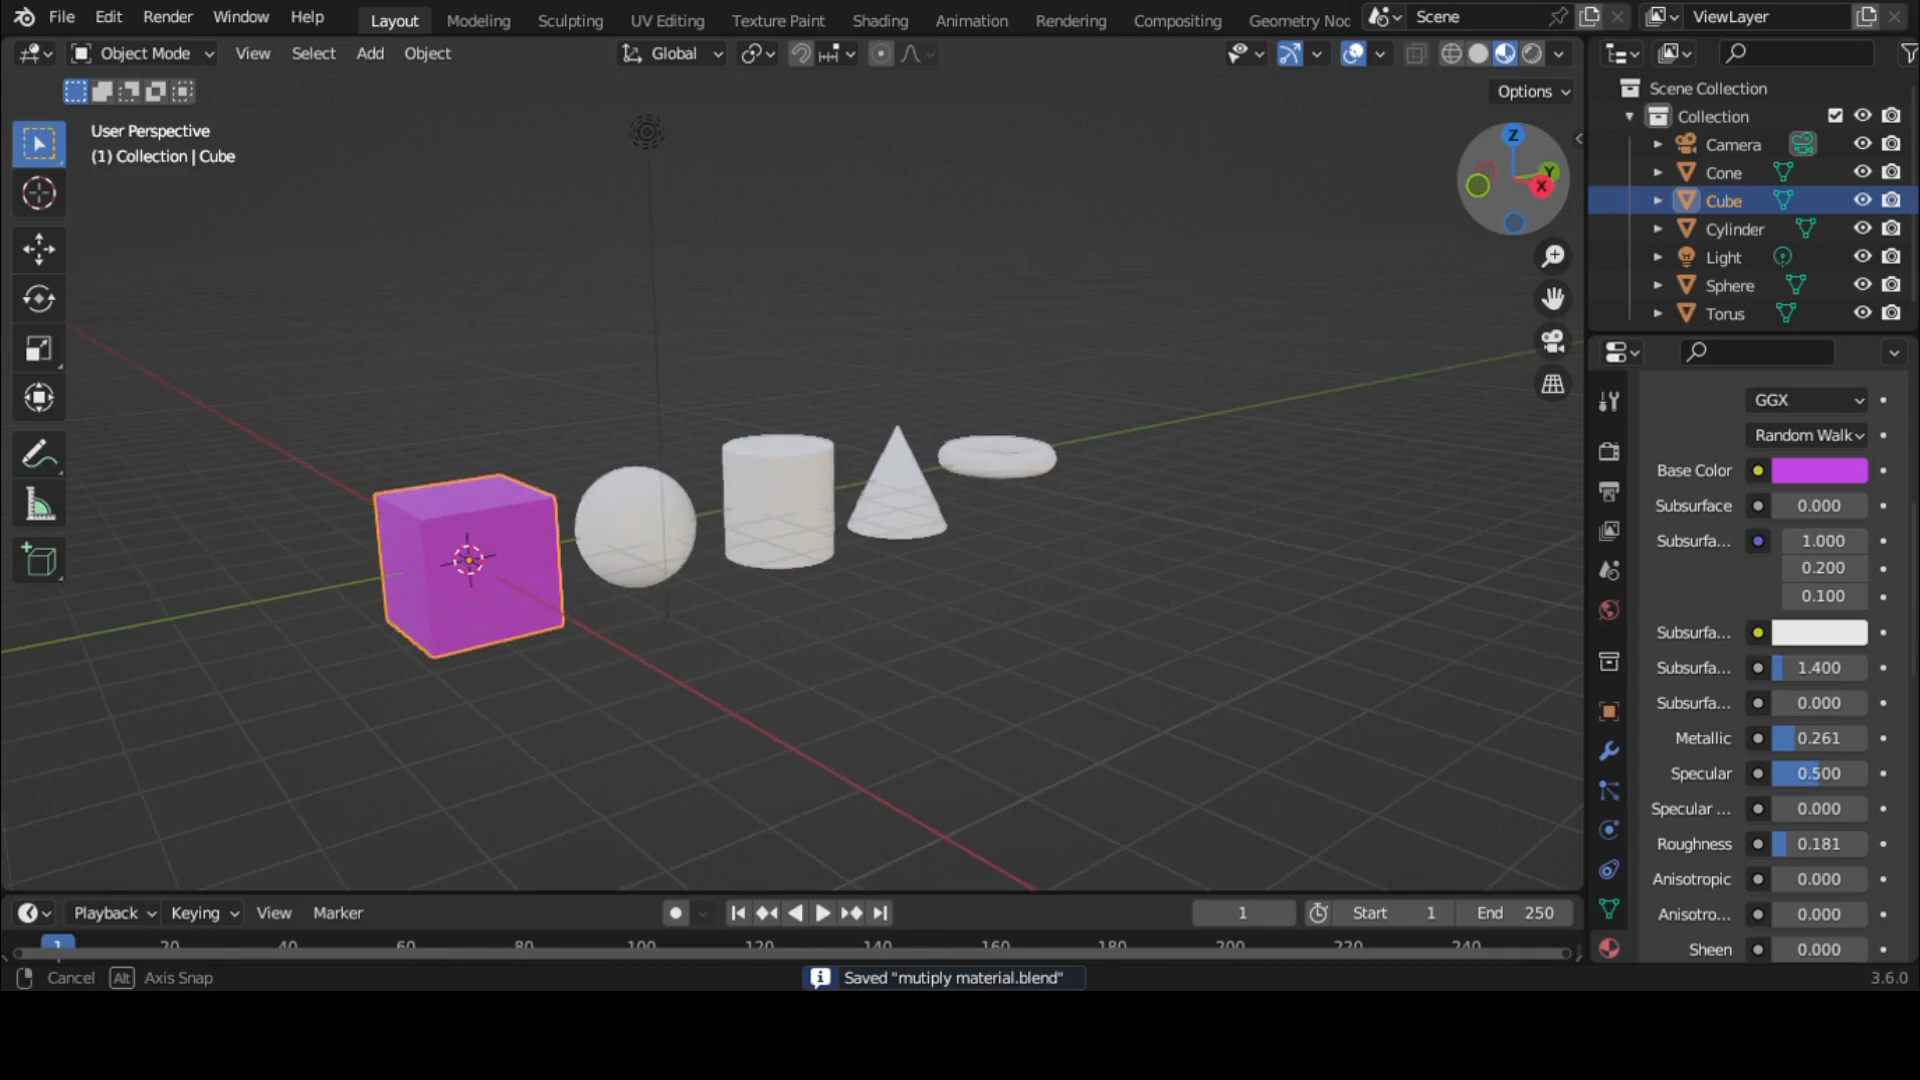 File Edit Render Window Help Layout Modeling Sculpting UV Editing Texture Paint Shading Animation Rendering Compositing Geometry Noc Scene ViewLayer
Object Mode View Select Add Object Global
Options
User Perspective
(1) Collection | Cube
Z
Y
X
Scene Collection
Collection
Camera
Cone
Cube
Cylinder
Light
Sphere
Torus
GGX
Random Walk
Base Color
Subsurface 0.000
Subsurfa... 1.000
0.200
0.100
Subsurfa...
Subsurfa... 1.400
Subsurfa... 0.000
Metallic 0.261
Specular 0.500
Specular ... 0.000
Roughness 0.181
Anisotropic 0.000
Anisotro... 0.000
Sheen 0.000
Playback Keying View Marker 1 Start 1 End 250
1 20 40 60 80 100 120 140 160 180 200 220 240
Cancel Alt Axis Snap Saved "mutiply material.blend" 3.6.0